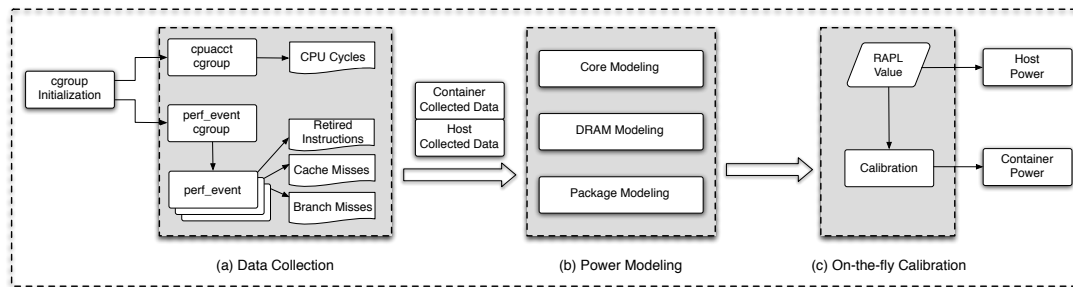 cgroup
Initialization
cpuacct
cgroup
CPU Cycles
perf_event
cgroup
Retired
Instructions
perf_event
Cache Misses
Branch Misses
(a) Data Collection
Container
Collected Data
Host
Collected Data
Core Modeling
DRAM Modeling
Package Modeling
(b) Power Modeling
RAPL
Value
Host
Power
Calibration
Container
Power
(c) On-the-fly Calibration